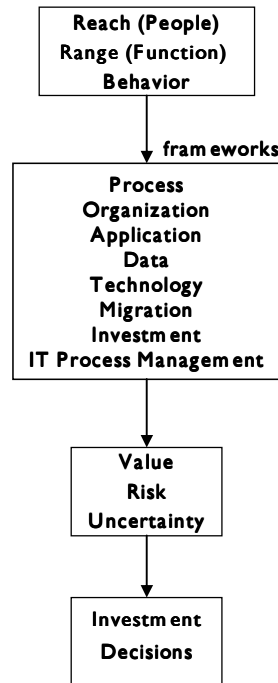 Reach (People)
Range (Function)
Behavior
frameworks
Process
Organization
Application
Data
Technology
Migration
Investment
IT Process Management
Value
Risk
Uncertainty
Investment
Decisions